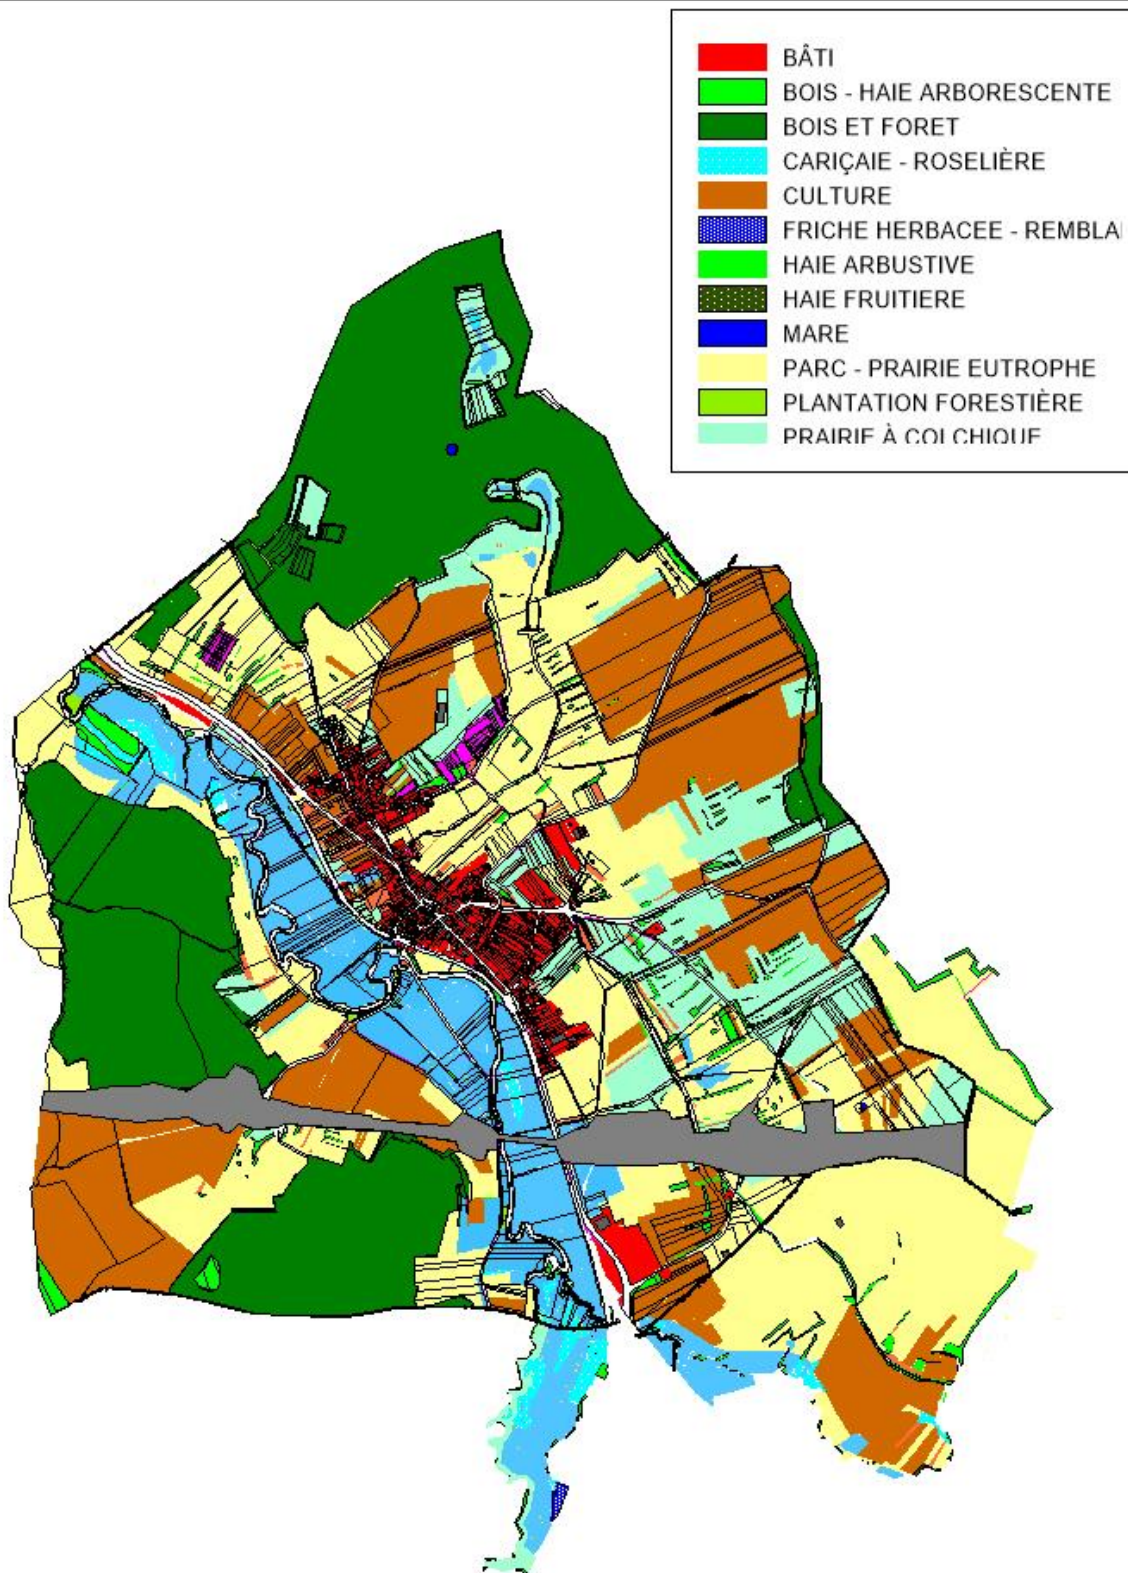 BÂTI
BOIS - HAIE ARBORESCENTE
BOIS ET FORET
CARIÇAIE - ROSELIÈRE
CULTURE
FRICHE HERBACEE - REMBLAI
HAIE ARBUSTIVE
HAIE FRUITIERE
MARE
PARC - PRAIRIE EUTROPHE
PLANTATION FORESTIÈRE
PRAIRIE À COLCHIQUE